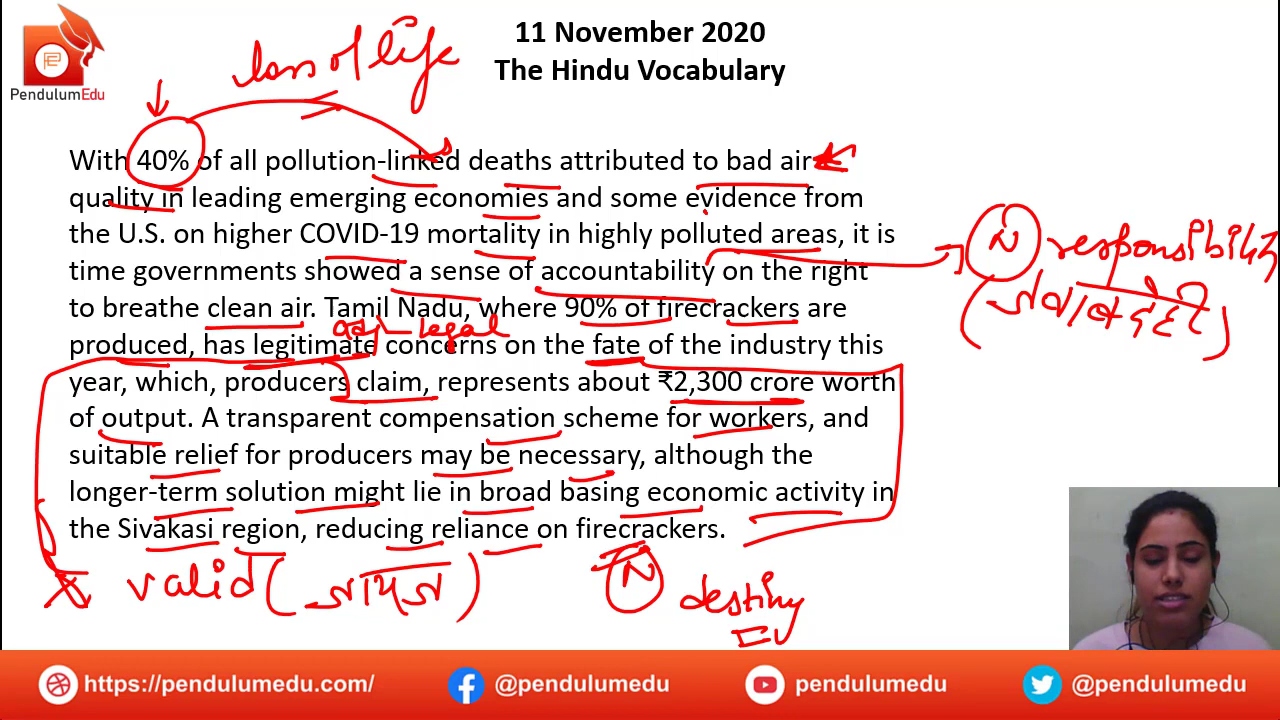 11 November 2020
The Hindu Vocabulary
PendulumEdu
loss of life
With 40% of all pollution-linked deaths attributed to bad air
quality in leading emerging economies and some evidence from
the U.S. on higher COVID-19 mortality in highly polluted areas, it is
time governments showed a sense of accountability on the right
to breathe clean air. Tamil Nadu, where 90% of firecrackers are
produced, has legitimate concerns on the fate of the industry this
year, which, producers claim, represents about ₹2,300 crore worth
of output. A transparent compensation scheme for workers, and
suitable relief for producers may be necessary, although the
longer-term solution might lie in broad basing economic activity in
the Sivakasi region, reducing reliance on firecrackers.
N responsibility
adj legal
valid
N destiny
https://pendulumedu.com/
@pendulumedu
pendulumedu
@pendulumedu